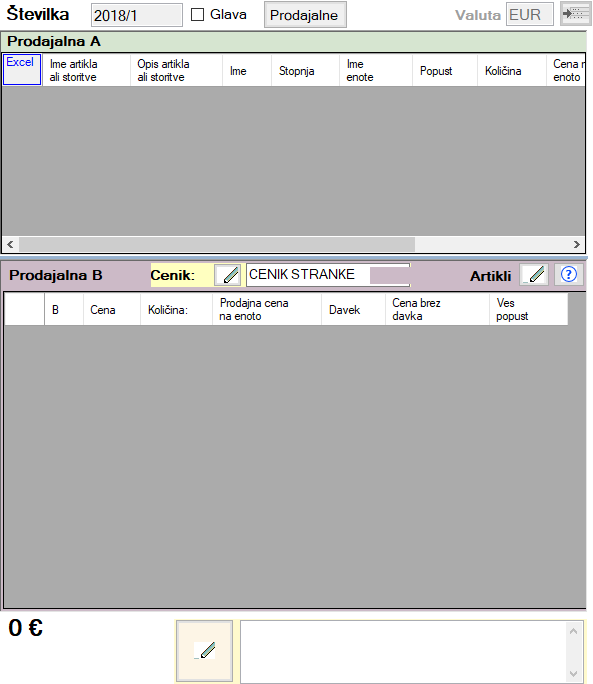 Številka 2018/1 Glava Prodajalne Valuta EUR
Prodajalna A
Excel Ime artikla ali storitve Opis artikla ali storitve Ime Stopnja Ime enote Popust Količina Cena enoto
Prodajalna B Cenik: CENIK STRANKE Artikli ?
B Cena Količina: Prodajna cena na enoto Davek Cena brez davka Ves popust
0 €